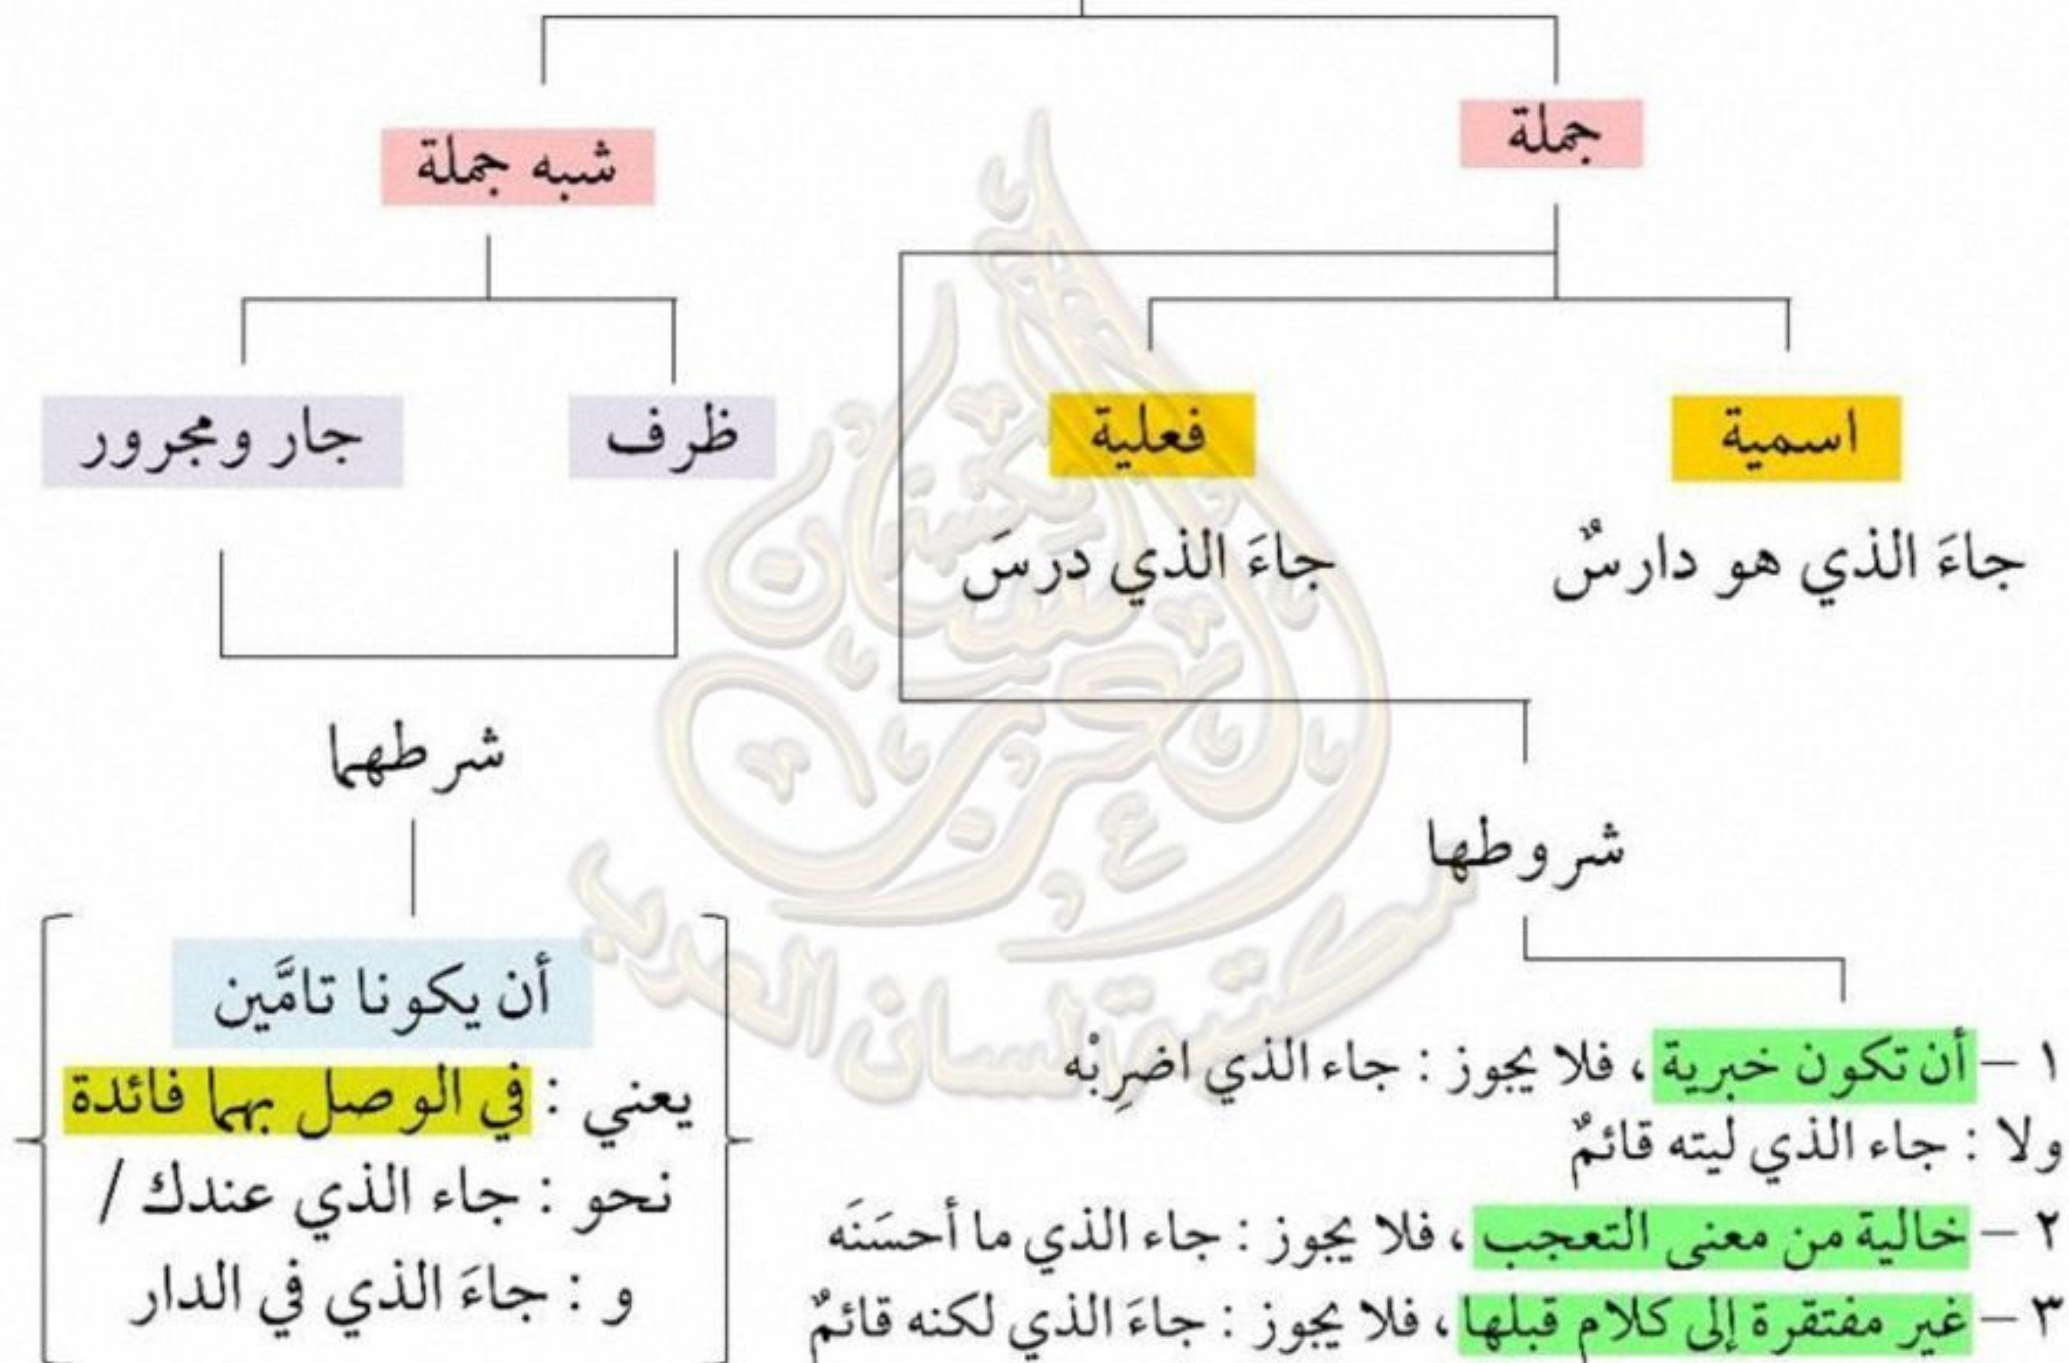 جملة
شبه جملة
اسمية
فعلية
ظرف
جار ومجرور
جاءَ الذي هو دارسٌ
جاءَ الذي درسَ
شرطهما
شروطها
أن يكونا تامَّين
يعني : في الوصل بهما فائدة
نحو : جاء الذي عندك /
و : جاءَ الذي في الدار
١ – أن تكون خبرية ، فلا يجوز : جاء الذي اضرِبْه
ولا : جاء الذي ليته قائمٌ
٢ – خالية من معنى التعجب ، فلا يجوز : جاء الذي ما أحسَنَه
٣ – غير مفتقرة إلى كلام قبلها ، فلا يجوز : جاءَ الذي لكنه قائمٌ
مكتبة لسان العرب